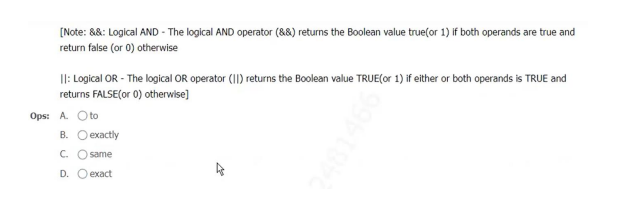 [Note: &&: Logical AND - The logical AND operator (&&) returns the Boolean value true(or 1) if both operands are true and
return false (or 0) otherwise
||: Logical OR - The logical OR operator (||) returns the Boolean value TRUE(or 1) if either or both operands is TRUE and
returns FALSE(or 0) otherwise]
Ops: A. to
B. exactly
C. same
D. exact
2481466